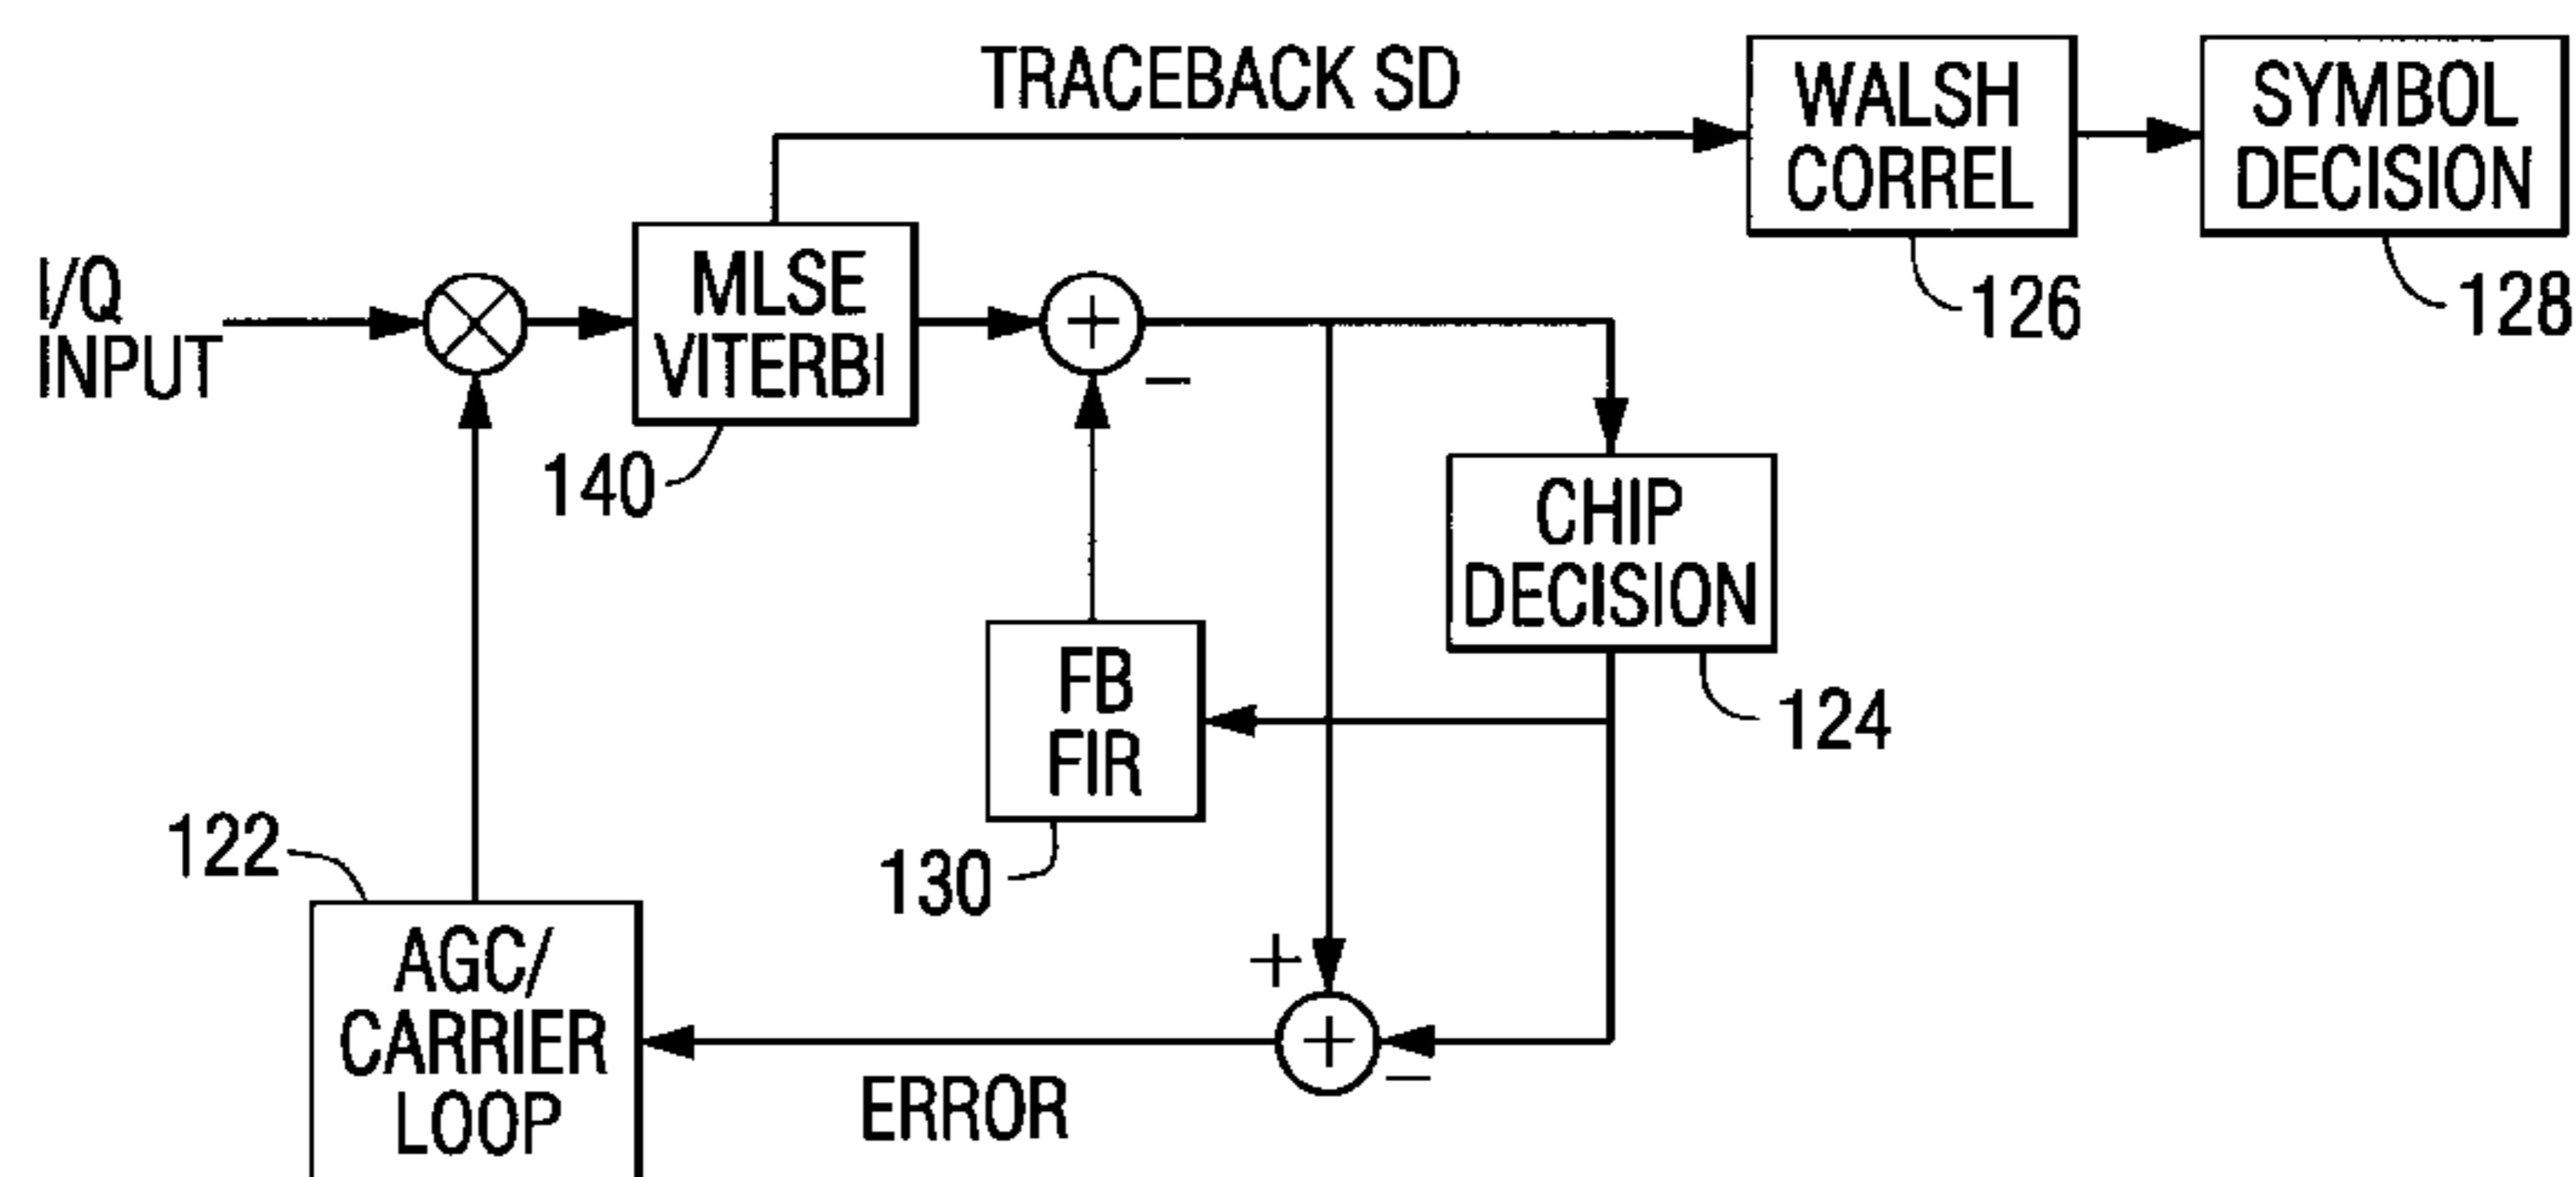 TRACEBACK SD
WALSH
CORREL
SYMBOL
DECISION
126
128
I/Q
INPUT
MLSE
VITERBI
140
+
−
CHIP
DECISION
124
FB
FIR
130
122
AGC/
CARRIER
LOOP
+
+
−
ERROR